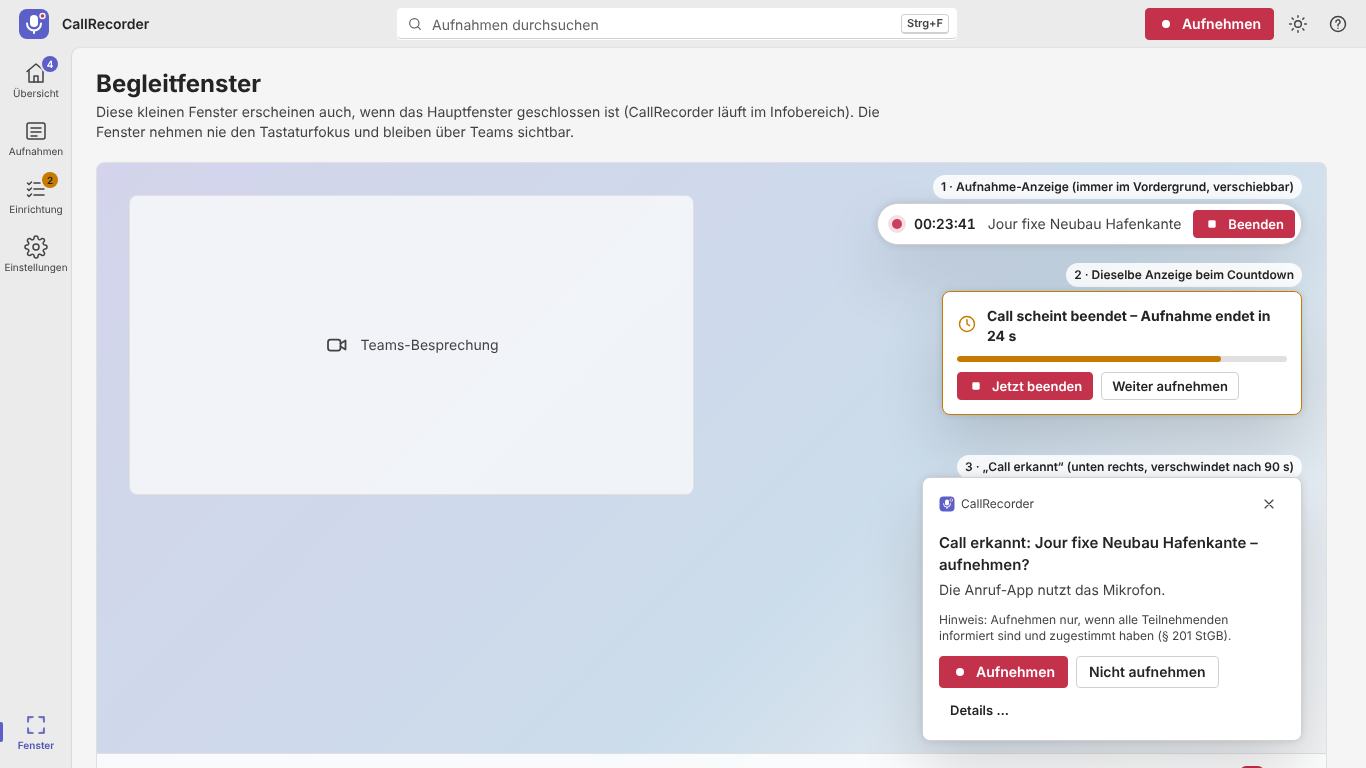 CallRecorder
Aufnahmen durchsuchen
Strg+F
Aufnehmen
4
Übersicht
Aufnahmen
2
Einrichtung
Einstellungen
Fenster
Begleitfenster
Diese kleinen Fenster erscheinen auch, wenn das Hauptfenster geschlossen ist (CallRecorder läuft im Infobereich). Die
Fenster nehmen nie den Tastaturfokus und bleiben über Teams sichtbar.
Teams-Besprechung
1 · Aufnahme-Anzeige (immer im Vordergrund, verschiebbar)
00:23:41 Jour fixe Neubau Hafenkante Beenden
2 · Dieselbe Anzeige beim Countdown
Call scheint beendet – Aufnahme endet in
24 s
Jetzt beenden Weiter aufnehmen
3 · „Call erkannt“ (unten rechts, verschwindet nach 90 s)
CallRecorder
Call erkannt: Jour fixe Neubau Hafenkante –
aufnehmen?
Die Anruf-App nutzt das Mikrofon.
Hinweis: Aufnehmen nur, wenn alle Teilnehmenden
informiert sind und zugestimmt haben (§ 201 StGB).
Aufnehmen Nicht aufnehmen
Details ...